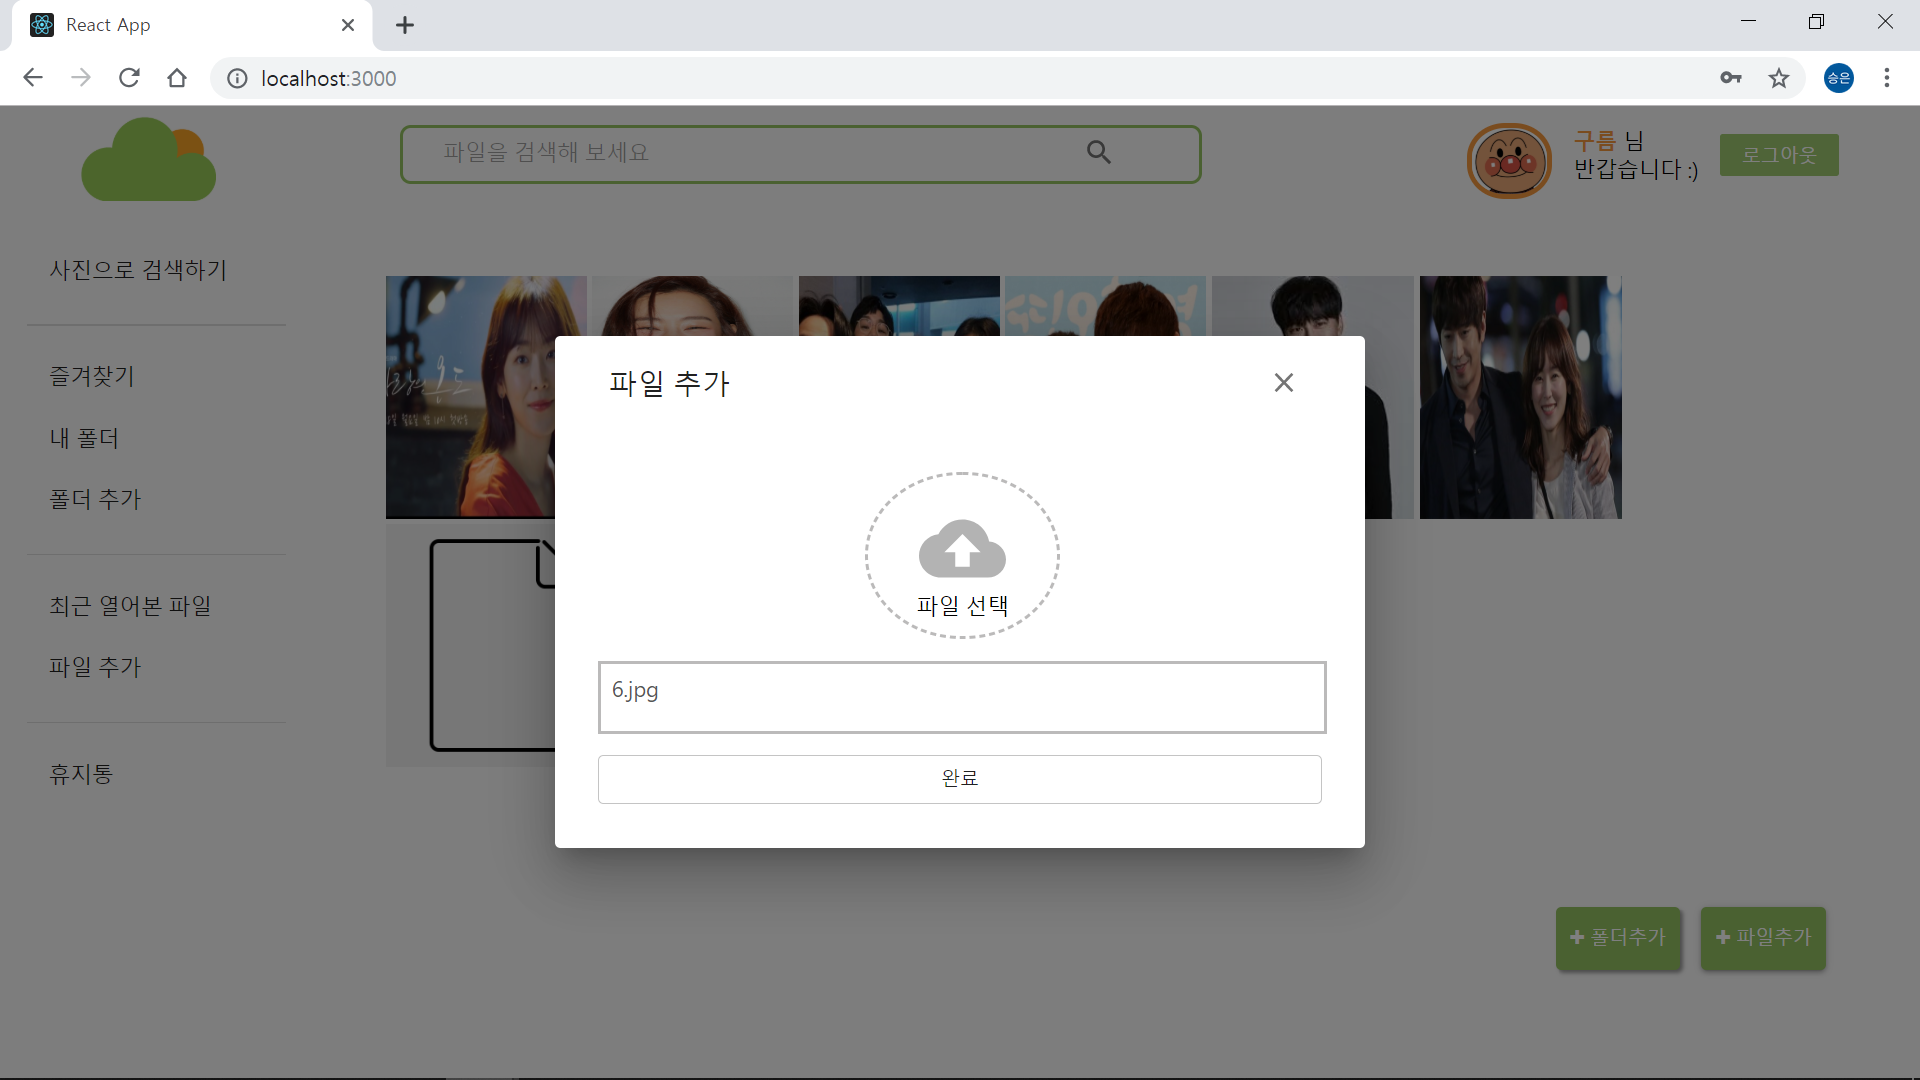 React App
localhost:3000
승은
파일을 검색해 보세요
구름 님
반갑습니다 :)
로그아웃
사진으로 검색하기
즐겨찾기
내 폴더
폴더 추가
최근 열어본 파일
파일 추가
휴지통
온도
파일 추가
파일 선택
6.jpg
완료
+ 폴더추가
+ 파일추가